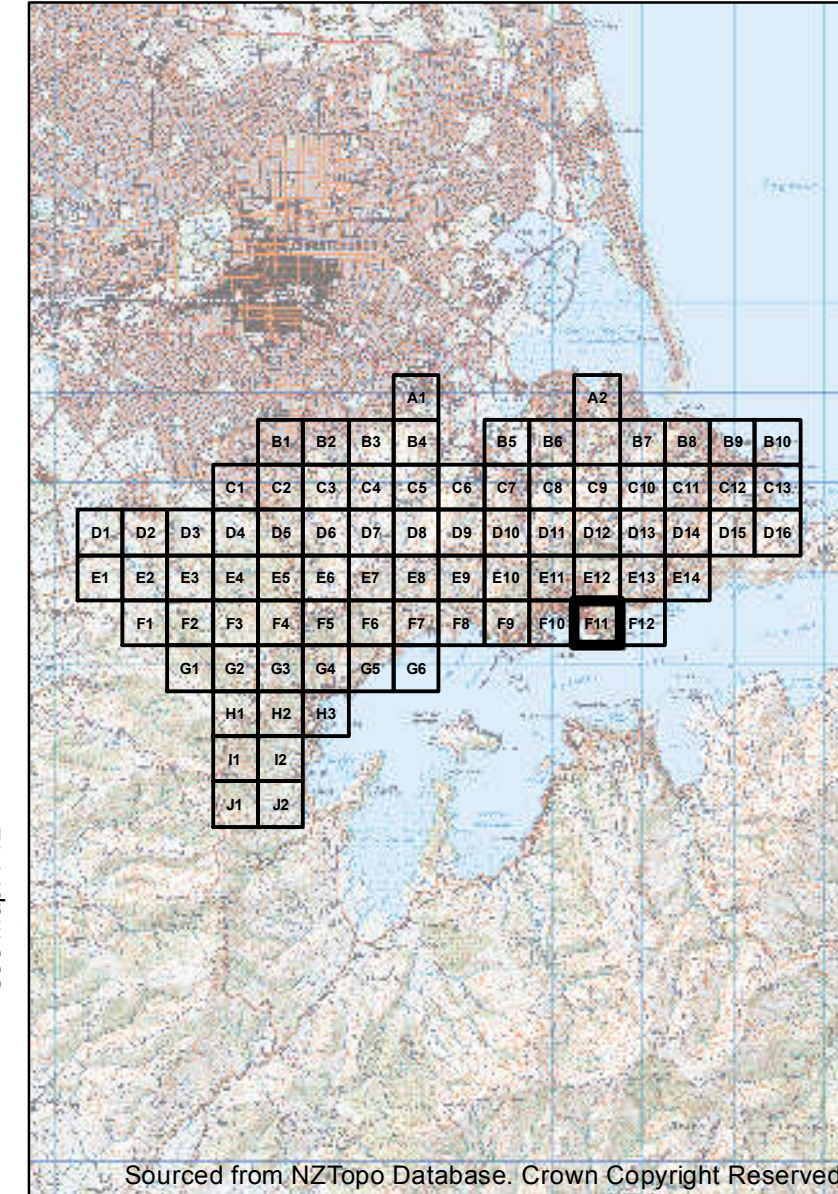 A1 A2
B1 B2 B3 B4 B5 B6 B7 B8 B9 B10
C1 C2 C3 C4 C5 C6 C7 C8 C9 C10 C11 C12 C13
D1 D2 D3 D4 D5 D6 D7 D8 D9 D10 D11 D12 D13 D14 D15 D16
E1 E2 E3 E4 E5 E6 E7 E8 E9 E10 E11 E12 E13 E14
F1 F2 F3 F4 F5 F6 F7 F8 F9 F10 F11 F12
G1 G2 G3 G4 G5 G6
H1 H2 H3
I1 I2
J1 J2
Sourced from NZTopo Database. Crown Copyright Reserved